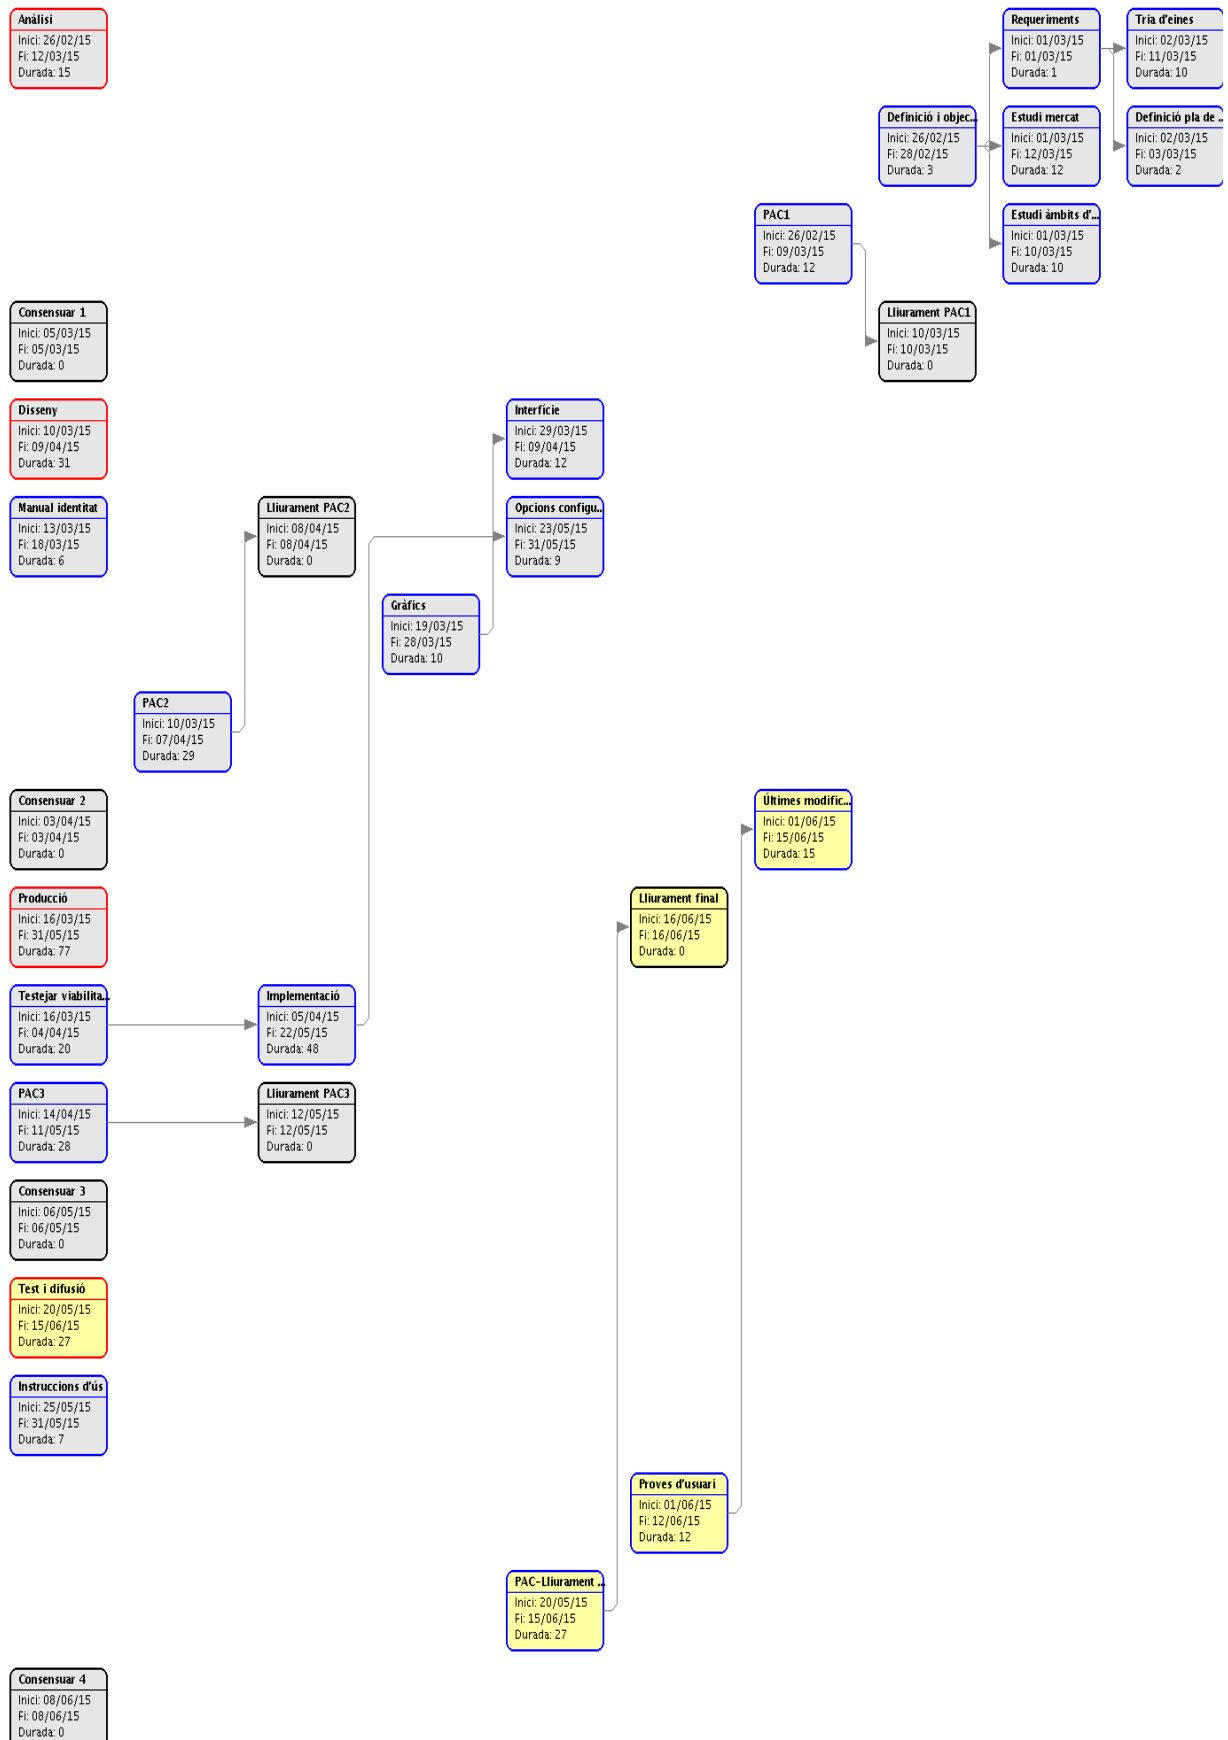 Anàlisi
Inici: 26/02/15
Fi: 12/03/15
Durada: 15
Requeriments
Inici: 01/03/15
Fi: 01/03/15
Durada: 1
Tria d'eines
Inici: 02/03/15
Fi: 11/03/15
Durada: 10
Definició i objec...
Inici: 26/02/15
Fi: 28/02/15
Durada: 3
Estudi mercat
Inici: 01/03/15
Fi: 12/03/15
Durada: 12
Definició pla de ...
Inici: 02/03/15
Fi: 03/03/15
Durada: 2
PAC1
Inici: 26/02/15
Fi: 09/03/15
Durada: 12
Estudi àmbits d'...
Inici: 01/03/15
Fi: 10/03/15
Durada: 10
Consensuar 1
Inici: 05/03/15
Fi: 05/03/15
Durada: 0
Lliurament PAC1
Inici: 10/03/15
Fi: 10/03/15
Durada: 0
Disseny
Inici: 10/03/15
Fi: 09/04/15
Durada: 31
Interfície
Inici: 29/03/15
Fi: 09/04/15
Durada: 12
Manual identitat
Inici: 13/03/15
Fi: 18/03/15
Durada: 6
Lliurament PAC2
Inici: 08/04/15
Fi: 08/04/15
Durada: 0
Opcions configu...
Inici: 23/05/15
Fi: 31/05/15
Durada: 9
Gràfics
Inici: 19/03/15
Fi: 28/03/15
Durada: 10
PAC2
Inici: 10/03/15
Fi: 07/04/15
Durada: 29
Consensuar 2
Inici: 03/04/15
Fi: 03/04/15
Durada: 0
Últimes modific...
Inici: 01/06/15
Fi: 15/06/15
Durada: 15
Producció
Inici: 16/03/15
Fi: 31/05/15
Durada: 77
Lliurament final
Inici: 16/06/15
Fi: 16/06/15
Durada: 0
Testejar viabilita...
Inici: 16/03/15
Fi: 04/04/15
Durada: 20
Implementació
Inici: 05/04/15
Fi: 22/05/15
Durada: 48
PAC3
Inici: 14/04/15
Fi: 11/05/15
Durada: 28
Lliurament PAC3
Inici: 12/05/15
Fi: 12/05/15
Durada: 0
Consensuar 3
Inici: 06/05/15
Fi: 06/05/15
Durada: 0
Test i difusió
Inici: 20/05/15
Fi: 15/06/15
Durada: 27
Instruccions d'ús
Inici: 25/05/15
Fi: 31/05/15
Durada: 7
Proves d'usuari
Inici: 01/06/15
Fi: 12/06/15
Durada: 12
PAC-Lliurament ...
Inici: 20/05/15
Fi: 15/06/15
Durada: 27
Consensuar 4
Inici: 08/06/15
Fi: 08/06/15
Durada: 0